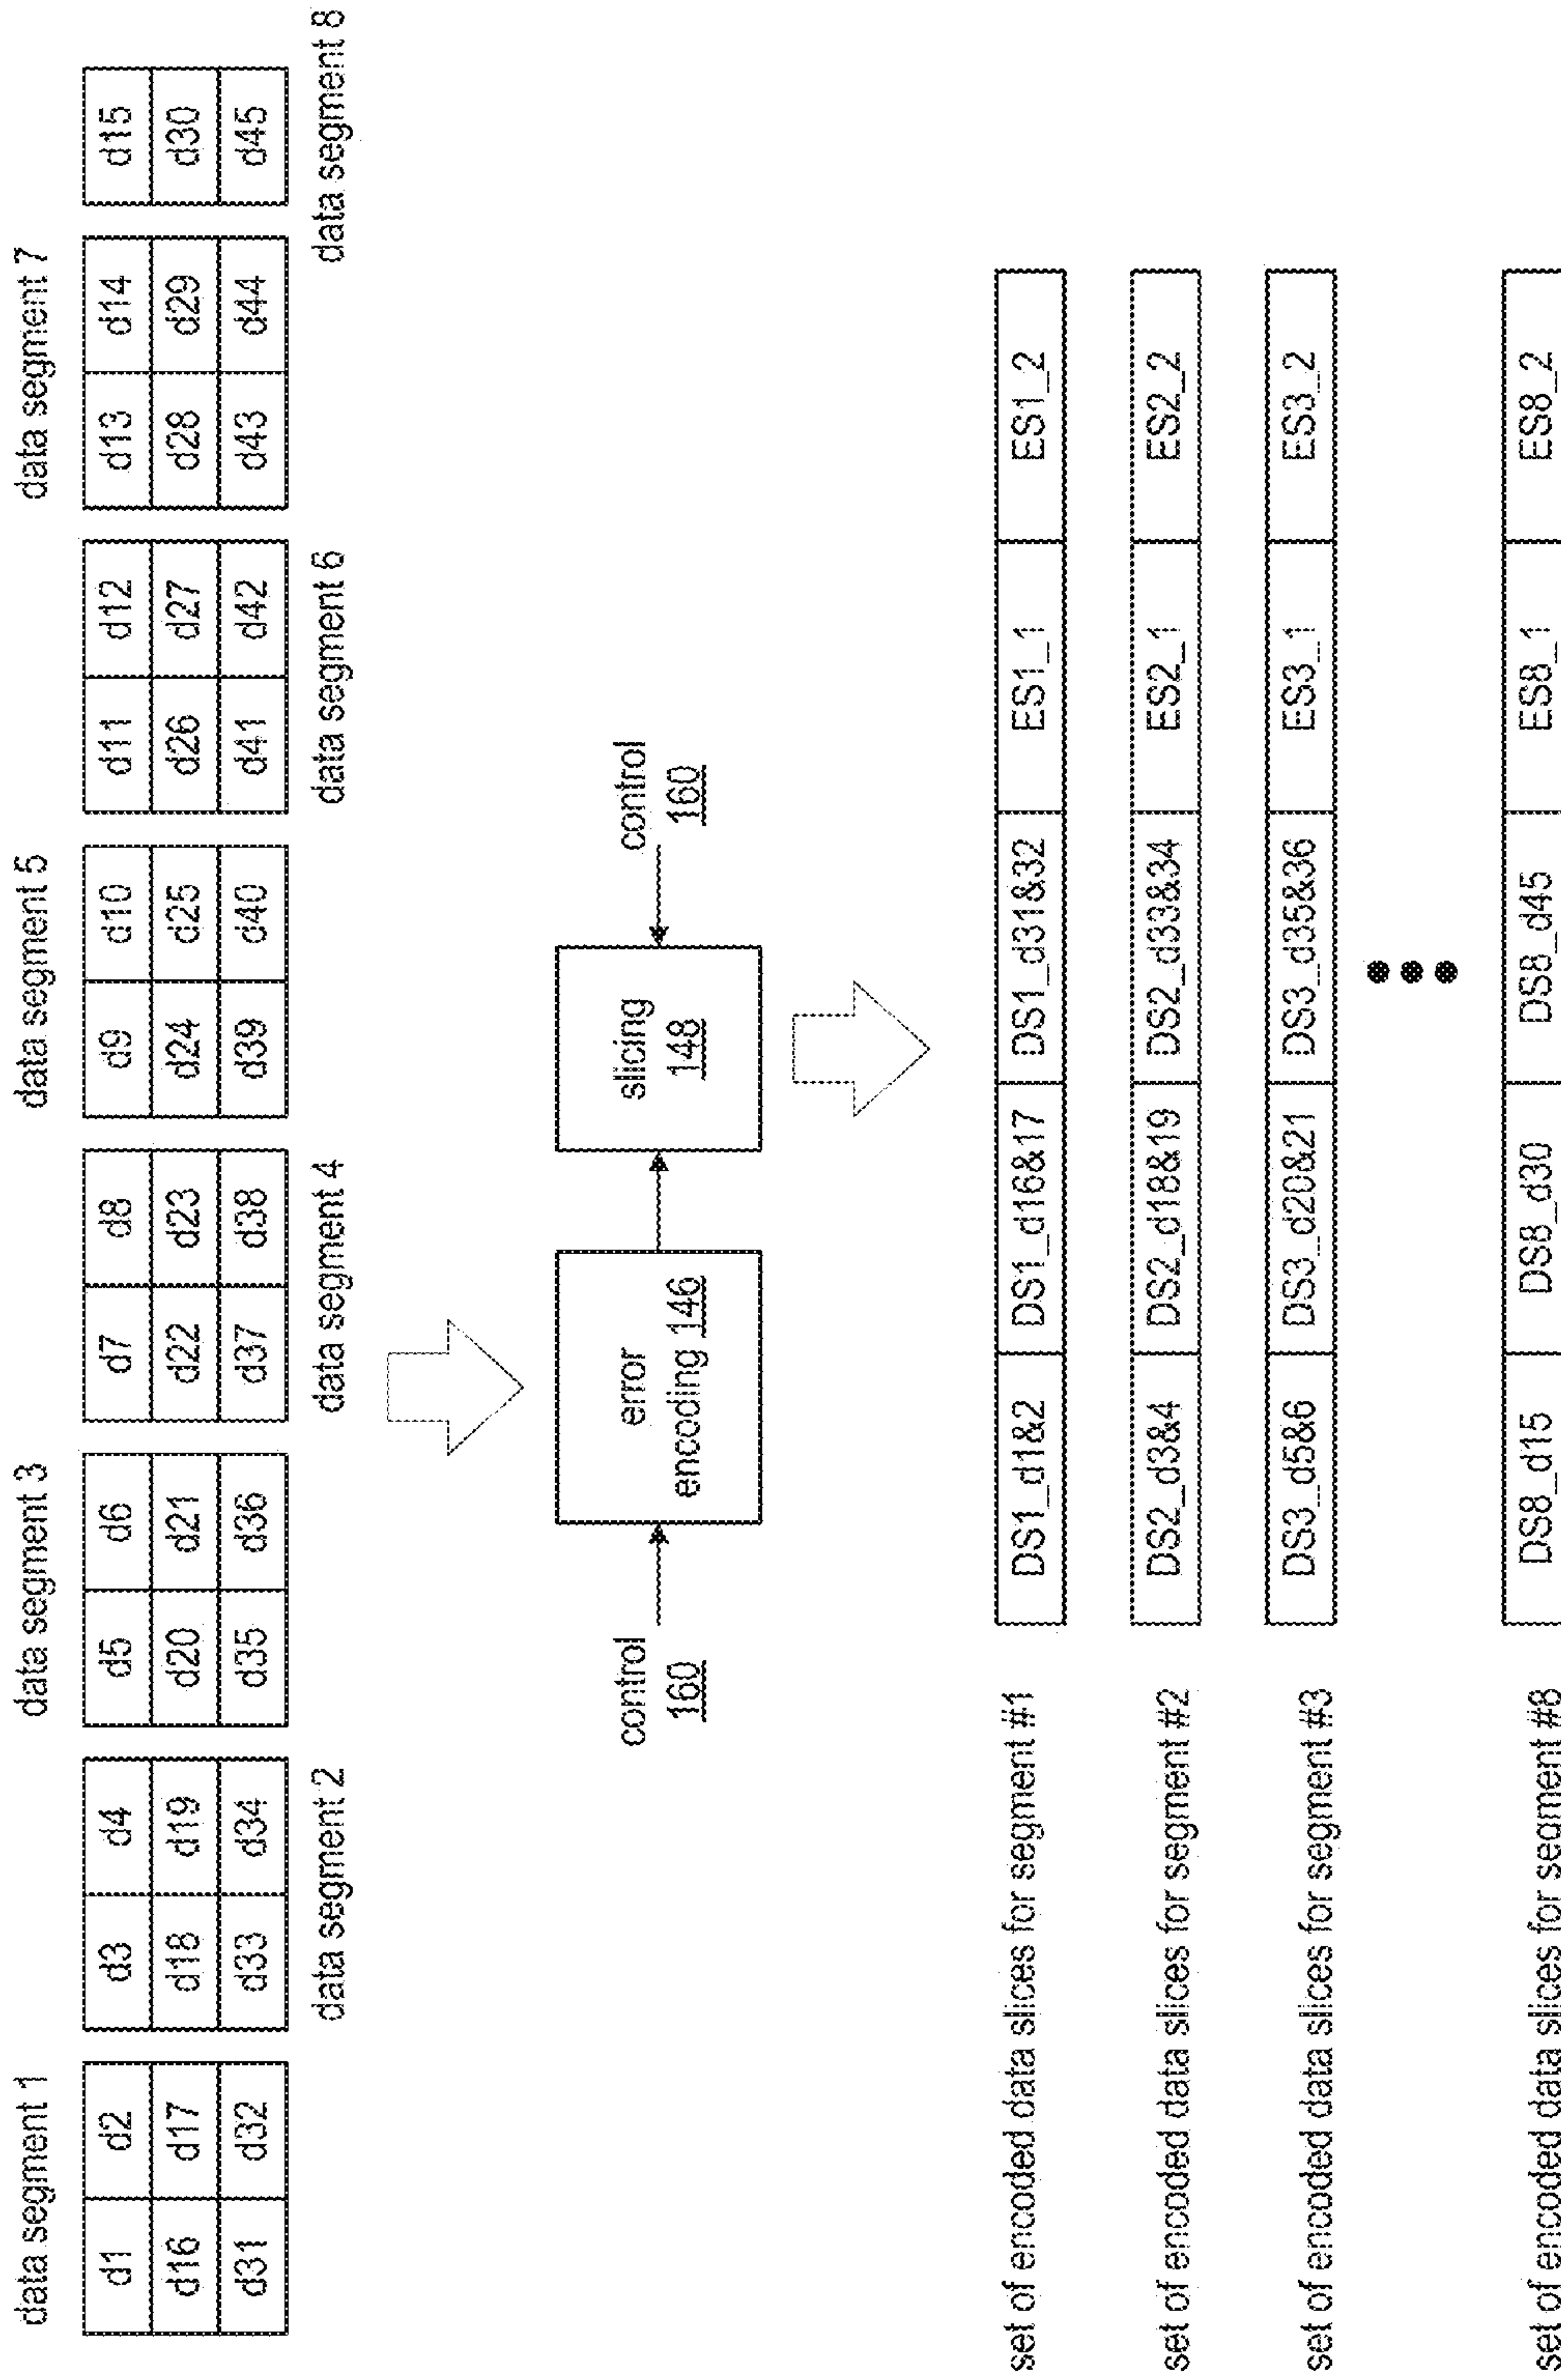 data segment 1
data segment 3
data segment 5
data segment 7
d1 d2 d3 d4 d5 d6 d7 d8 d9 d10 d11 d12 d13 d14 d15
d16 d17 d18 d19 d20 d21 d22 d23 d24 d25 d26 d27 d28 d29 d30
d31 d32 d33 d34 d35 d36 d37 d38 d39 d40 d41 d42 d43 d44 d45
data segment 2
data segment 4
data segment 6
data segment 8
control
160
error
encoding 146
slicing
148
control
160
set of encoded data slices for segment #1
DS1_d1&2 DS1_d16&17 DS1_d31&32 ES1_1 ES1_2
set of encoded data slices for segment #2
DS2_d3&4 DS2_d18&19 DS2_d33&34 ES2_1 ES2_2
set of encoded data slices for segment #3
DS3_d5&6 DS3_d20&21 DS3_d35&36 ES3_1 ES3_2
set of encoded data slices for segment #8
DS8_d15 DS8_d30 DS8_d45 ES8_1 ES8_2